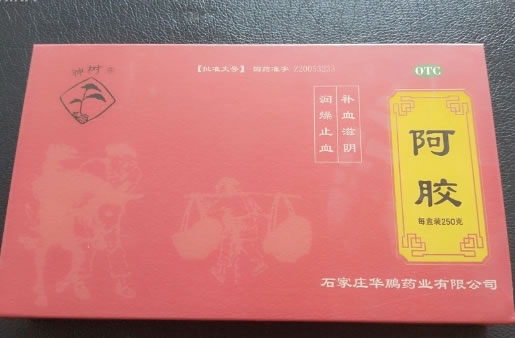 神树
【批准文号】 国药准字
OTC
补血滋阴
润燥止血
阿胶
每盒装250克
石家庄华鹏药业有限公司